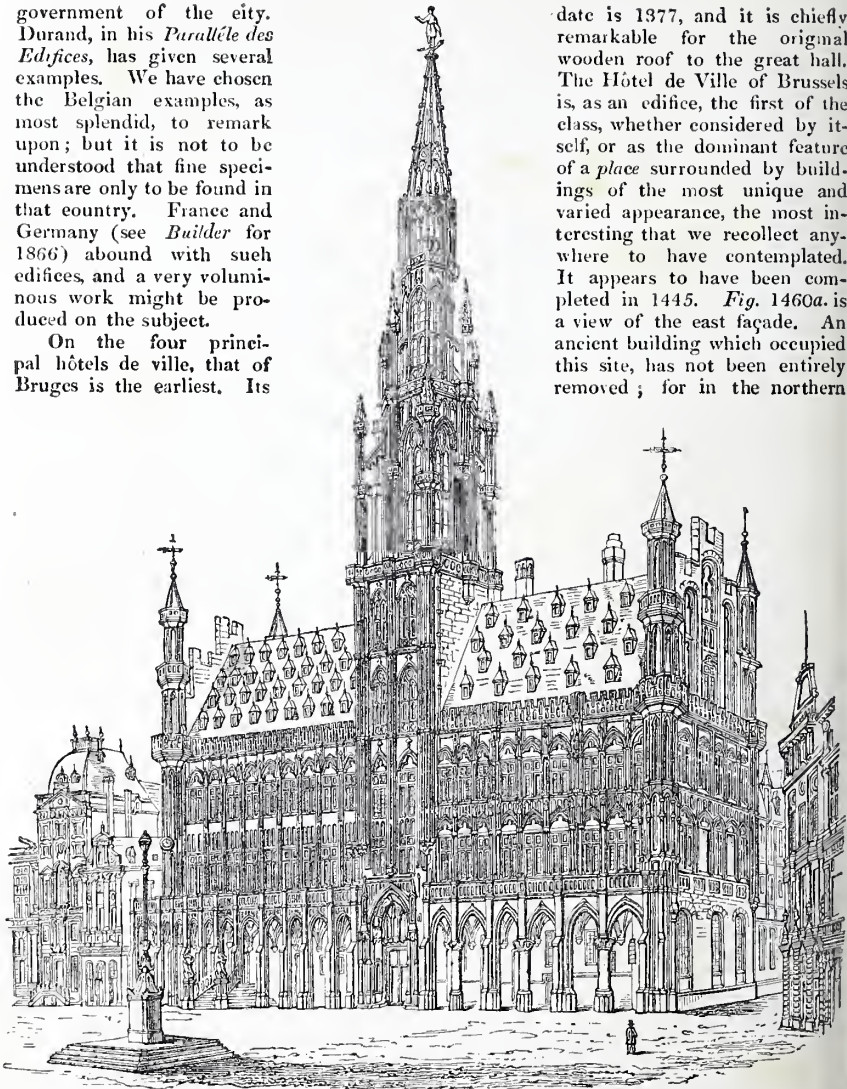 government of the city.
Durand, in his Paralléle des
Edifices, has given several
examples. We have chosen
the Belgian examples, as
most splendid, to remark
upon; but it is not to be
understood that fine speci-
mens are only to be found in
that country. France and
Germany (see Builder for
1866) abound with such
edifices, and a very volumi-
nous work might be pro-
duced on the subject.
On the four princi-
pal hôtels de ville, that of
Bruges is the earliest. Its
date is 1377, and it is chiefly
remarkable for the original
wooden roof to the great hall.
The Hôtel de Ville of Brussels
is, as an edifice, the first of the
class, whether considered by it-
self, or as the dominant feature
of a place surrounded by build-
ings of the most unique and
varied appearance, the most in-
teresting that we recollect any-
where to have contemplated.
It appears to have been com-
pleted in 1445. Fig. 1460a. is
a view of the east façade. An
ancient building which occupied
this site, has not been entirely
removed; for in the northern